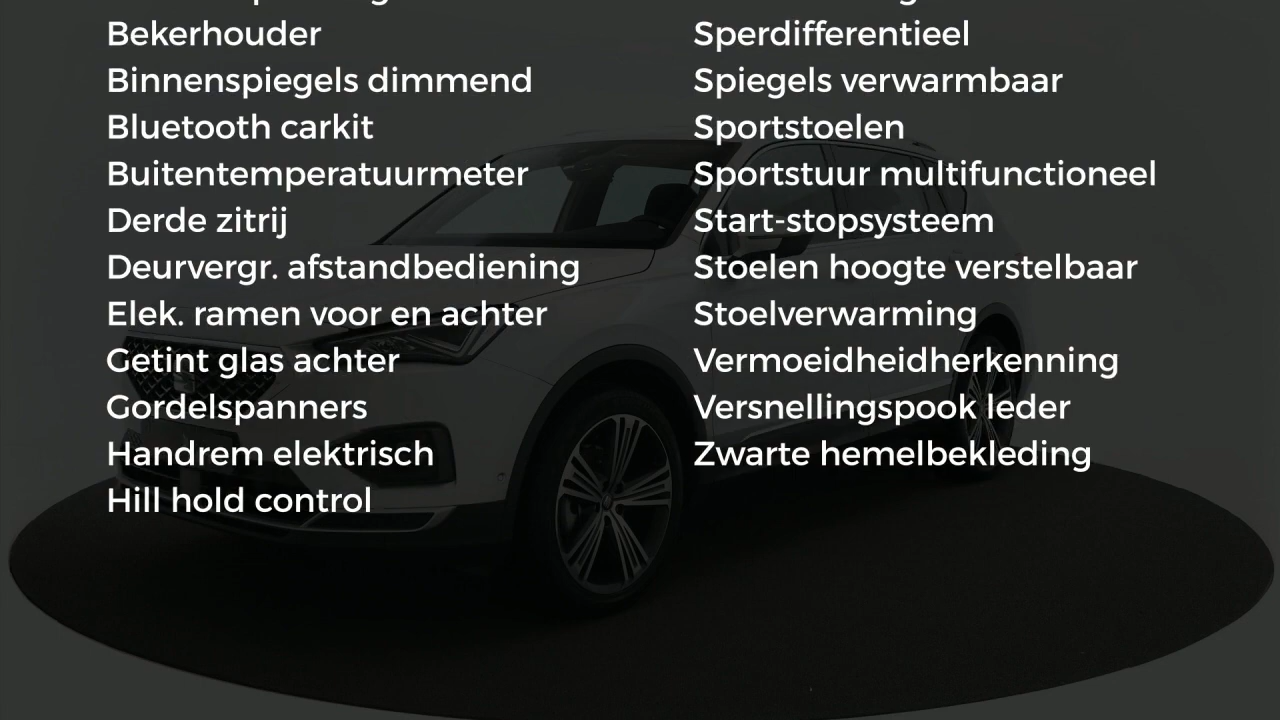 Bekerhouder
Binnenspiegels dimmend
Bluetooth carkit
Buitentemperatuurmeter
Derde zitrij
Deurvergr. afstandbediening
Elek. ramen voor en achter
Getint glas achter
Gordelspanners
Handrem elektrisch
Hill hold control
Sperdifferentieel
Spiegels verwarmbaar
Sportstoelen
Sportstuur multifunctioneel
Start-stopsysteem
Stoelen hoogte verstelbaar
Stoelverwarming
Vermoeidheidherkenning
Versnellingspook leder
Zwarte hemelbekleding